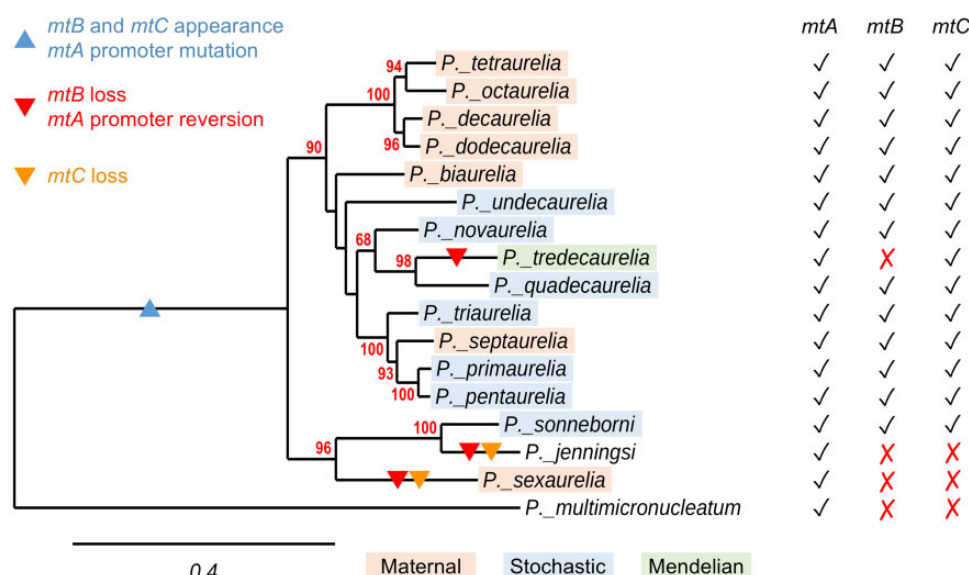 mtB and mtC appearance
mtA promoter mutation
mtB loss
mtA promoter reversion
mtC loss
mtA mtB mtC
94
P._tetraurelia
100
P._octaurelia
P._decaurelia
96
P._dodecaurelia
90
P._biaurelia
P._undecaurelia
68
P._novaurelia
98
P._tredecaurelia
P._quadecaurelia
P._triaurelia
100
P._septaurelia
93
P._primaurelia
100
P._pentaurelia
100
P._sonneborni
96
P._jenningsi
P._sexaurelia
P._multimicronucleatum
0.4
Maternal Stochastic Mendelian